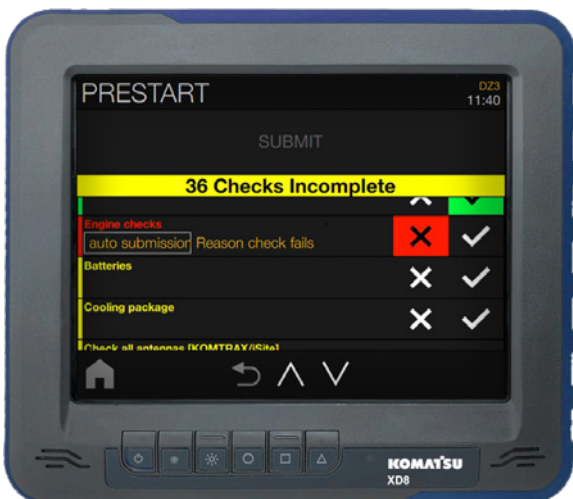 PRESTART
DZ3
11:40
SUBMIT
36 Checks Incomplete
Engine checks
auto submission Reason check fails
Batteries
Cooling package
Check all antennas [KOMTRAX/iSite]
KOMATSU
XD8